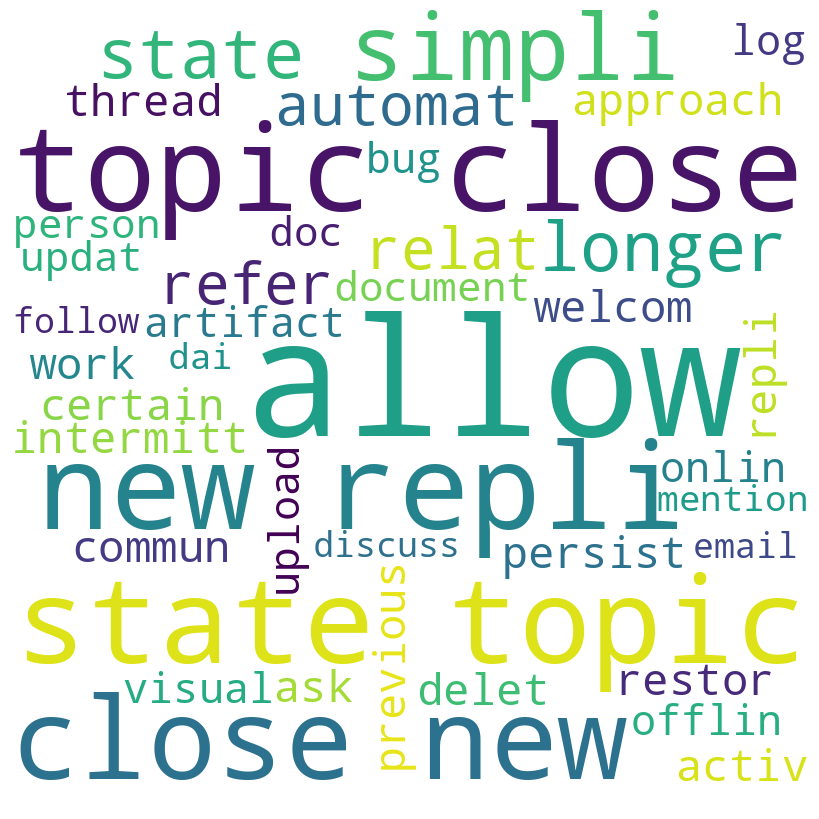 state simpli log
thread automat approach
topic close
bug
person doc relat longer
updat refer document
follow artifact welcom
work dai allow repli
certain
intermitt
new repli onlin
upload mention
commun discuss persist email
state topic
previous
visual ask delet restor
close new offlin
activ